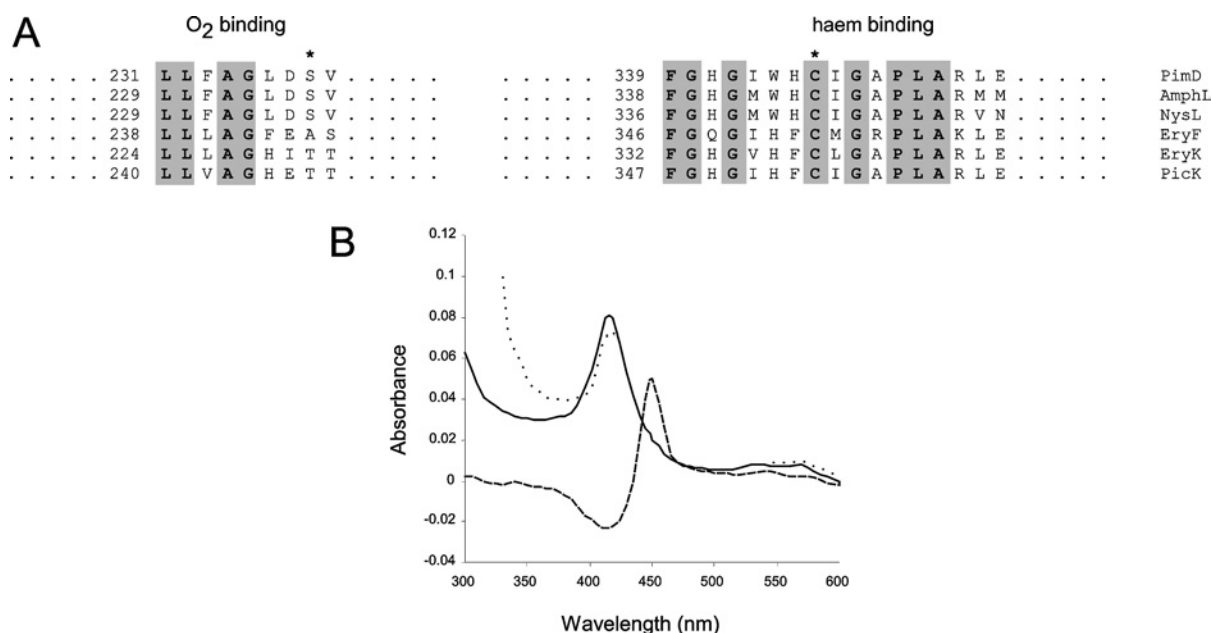 A
O2 binding
haem binding
* *
. . . . . 231 L L F A G L D S V . . . . . . . . . . 339 F G H G I W H C I G A P L A R L E . . . . . PimD
. . . . . 229 L L F A G L D S V . . . . . . . . . . 338 F G H G M W H C I G A P L A R M M . . . . . AmphL
. . . . . 229 L L F A G L D S V . . . . . . . . . . 336 F G H G M W H C I G A P L A R V N . . . . . NysL
. . . . . 238 L L L A G F E A S . . . . . . . . . . 346 F G Q G I H F C M G R P L A K L E . . . . . EryF
. . . . . 224 L L L A G H I T T . . . . . . . . . . 332 F G H G V H F C L G A P L A R L E . . . . . EryK
. . . . . 240 L L V A G H E T T . . . . . . . . . . 347 F G H G I H F C I G A P L A R L E . . . . . PicK
B
0.12
0.1
0.08
0.06
0.04
0.02
0
-0.02
-0.04
Absorbance
300 350 400 450 500 550 600
Wavelength (nm)